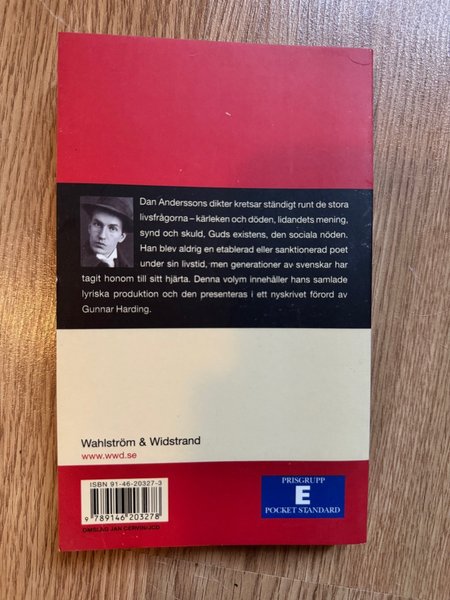 Dan Anderssons dikter kretsar ständigt runt de stora
livsfrågorna – kärleken och döden, lidandets mening,
synd och skuld, Guds existens, den sociala nöden.
Han blev aldrig en etablerad eller sanktionerad poet
under sin livstid, men generationer av svenskar har
tagit honom till sitt hjärta. Denna volym innehåller hans samlade
lyriska produktion och den presenteras i ett nyskrivet förord av
Gunnar Harding.
Wahlström & Widstrand
www.wwd.se
ISBN 91-46-20327-3
9 789146 203278
OMSLAG JAN
PRISGRUPP
E
POCKET STANDARD